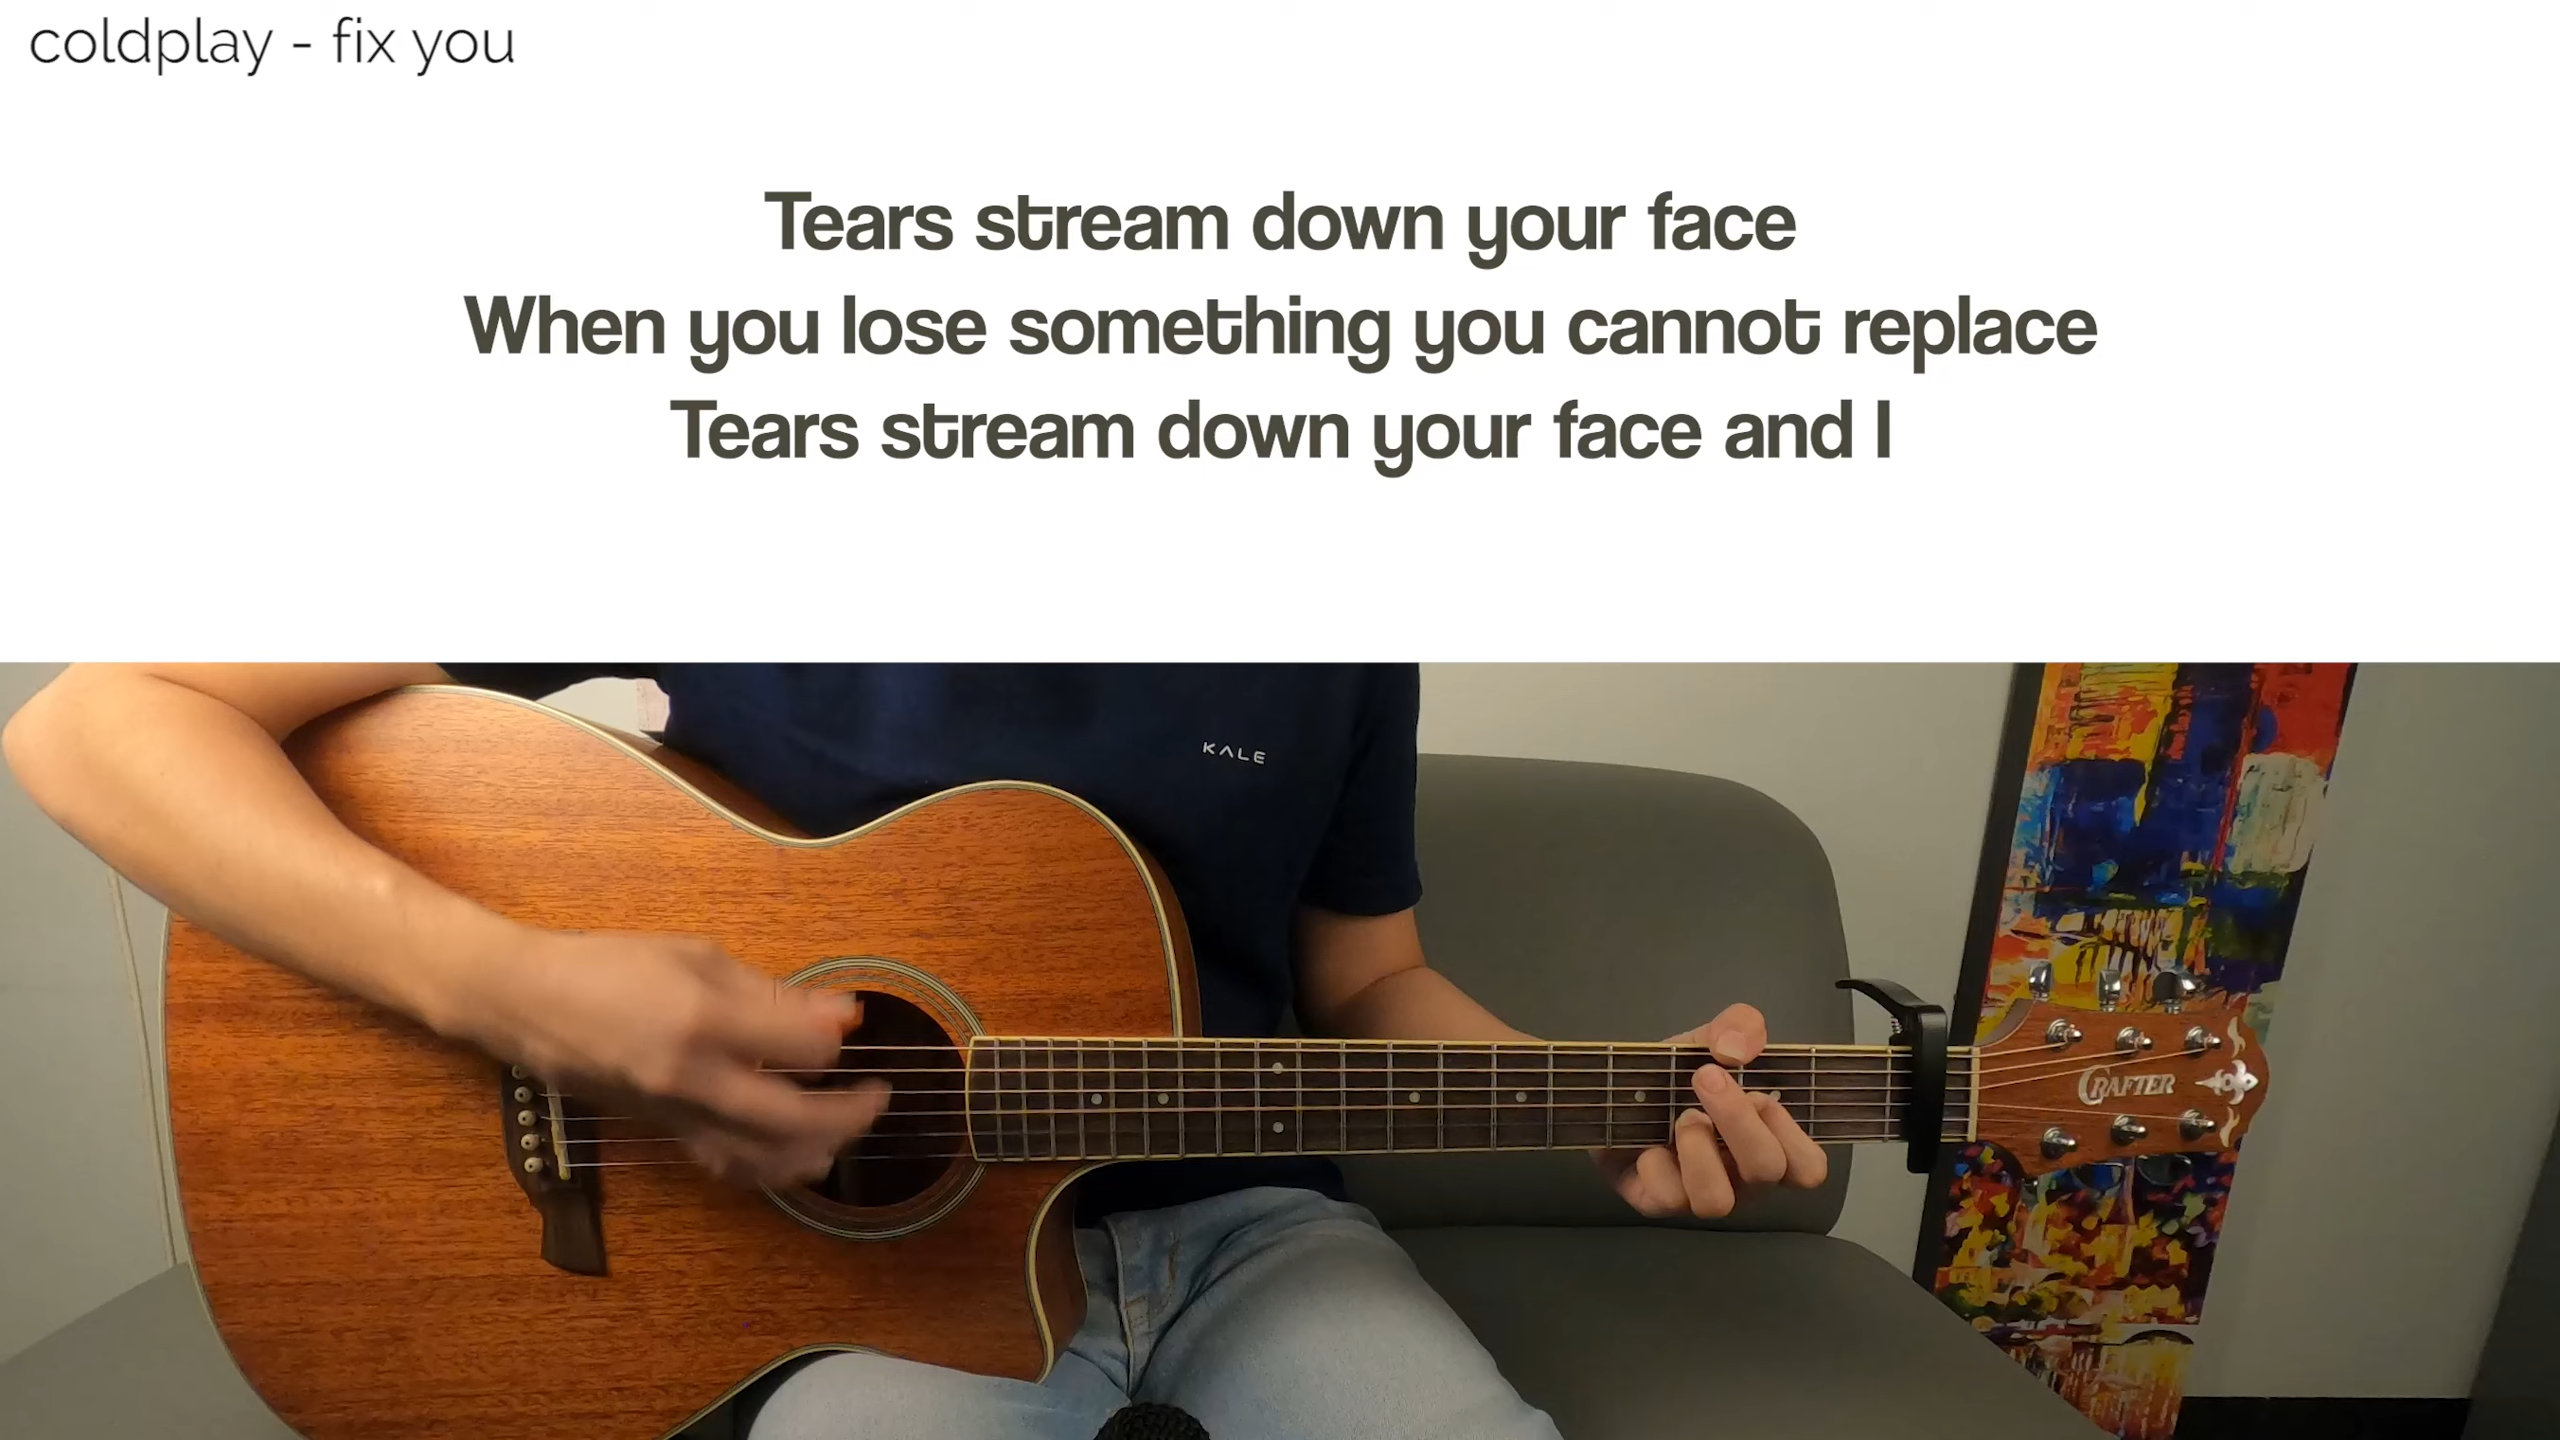 coldplay - fix you
Tears stream down your face
When you lose something you cannot replace
Tears stream down your face and I
KALE
CRAFTER